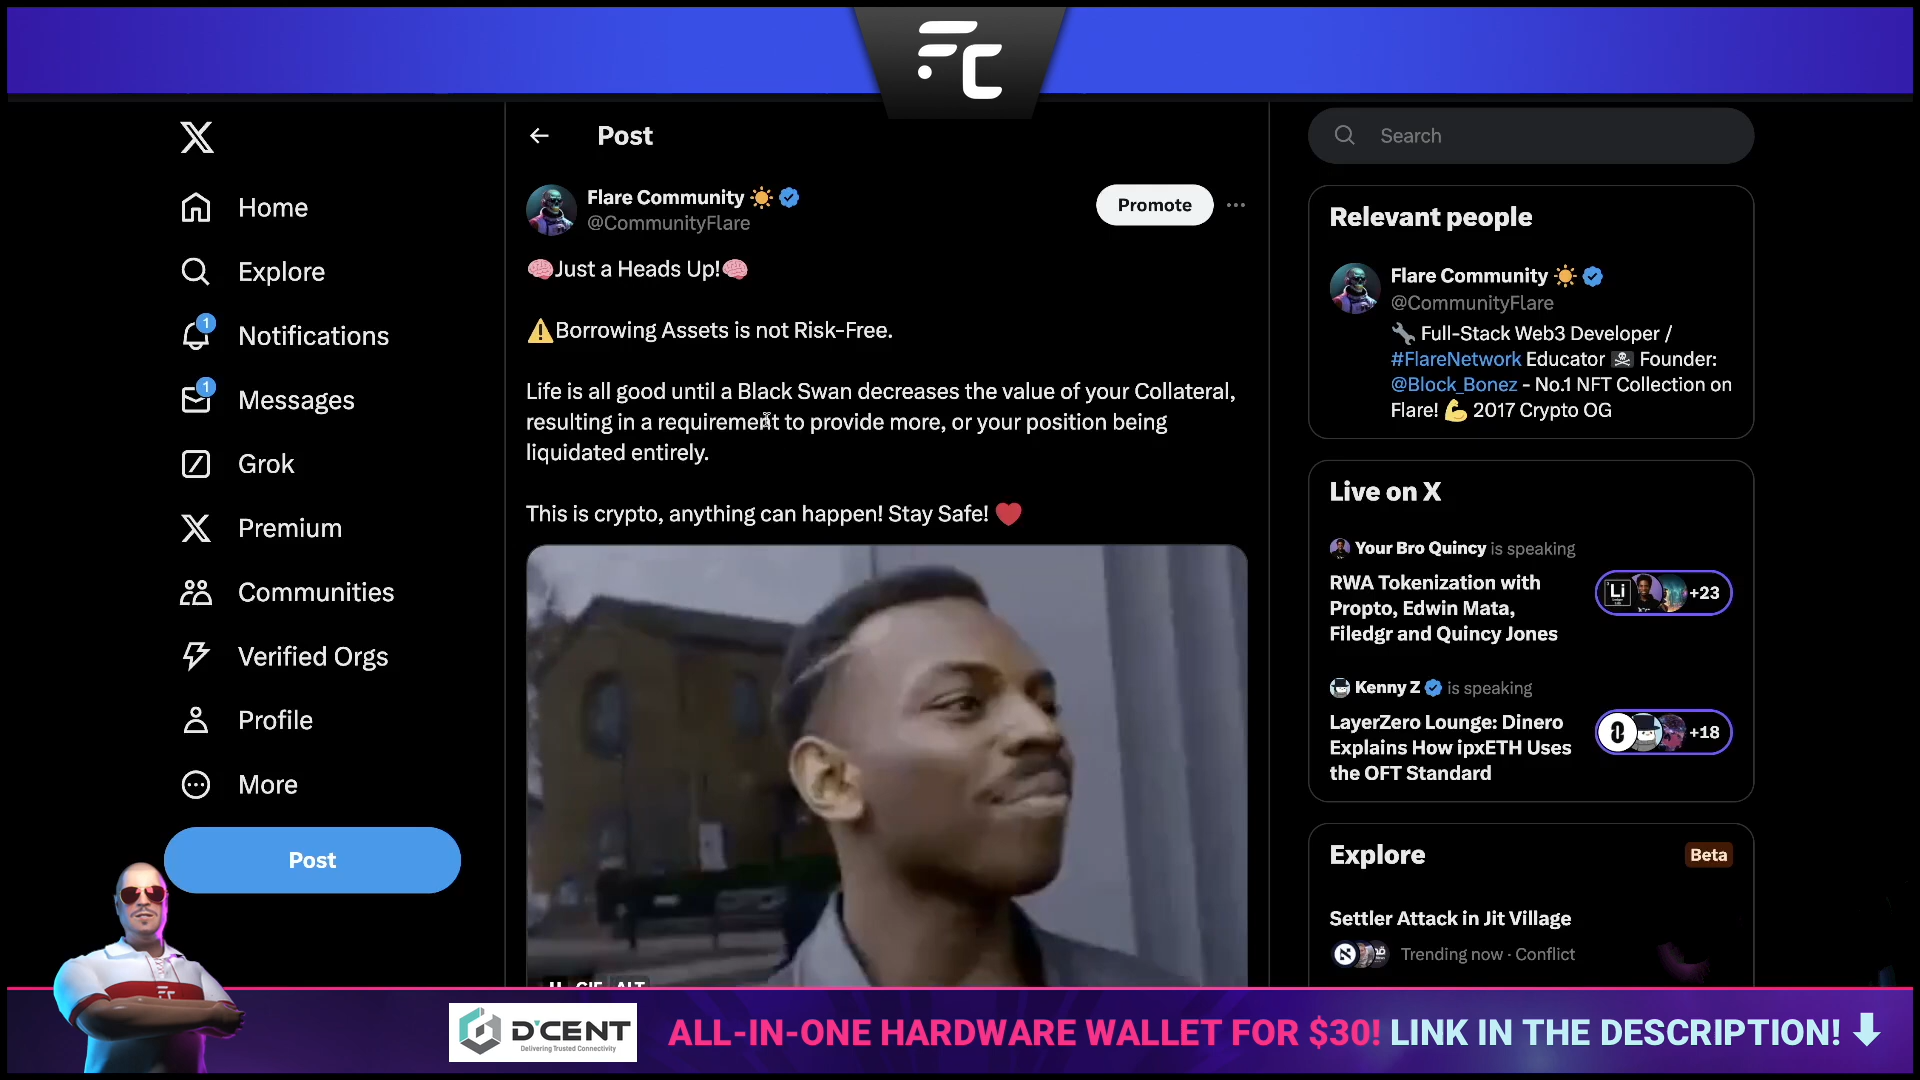 FC
Post
Search
Home
Explore
1
Notifications
1
Messages
Grok
Premium
Communities
Verified Orgs
Profile
More
Post
Flare Community
@CommunityFlare
Promote
🧠Just a Heads Up!🧠
⚠️Borrowing Assets is not Risk-Free.
Life is all good until a Black Swan decreases the value of your Collateral,
resulting in a requirement to provide more, or your position being
liquidated entirely.
This is crypto, anything can happen! Stay Safe! ❤️
GIF ALT
Relevant people
Flare Community
@CommunityFlare
🔧 Full-Stack Web3 Developer /
#FlareNetwork Educator ☠️ Founder:
@Block_Bonez - No.1 NFT Collection on
Flare! 💪 2017 Crypto OG
Live on X
Your Bro Quincy is speaking
RWA Tokenization with
Propto, Edwin Mata,
Filedgr and Quincy Jones
Li
+23
Kenny Z is speaking
LayerZero Lounge: Dinero
Explains How ipxETH Uses
the OFT Standard
+18
Explore
Beta
Settler Attack in Jit Village
Trending now · Conflict
D'CENT
Delivering Trusted Connectivity
ALL-IN-ONE HARDWARE WALLET FOR $30! LINK IN THE DESCRIPTION!